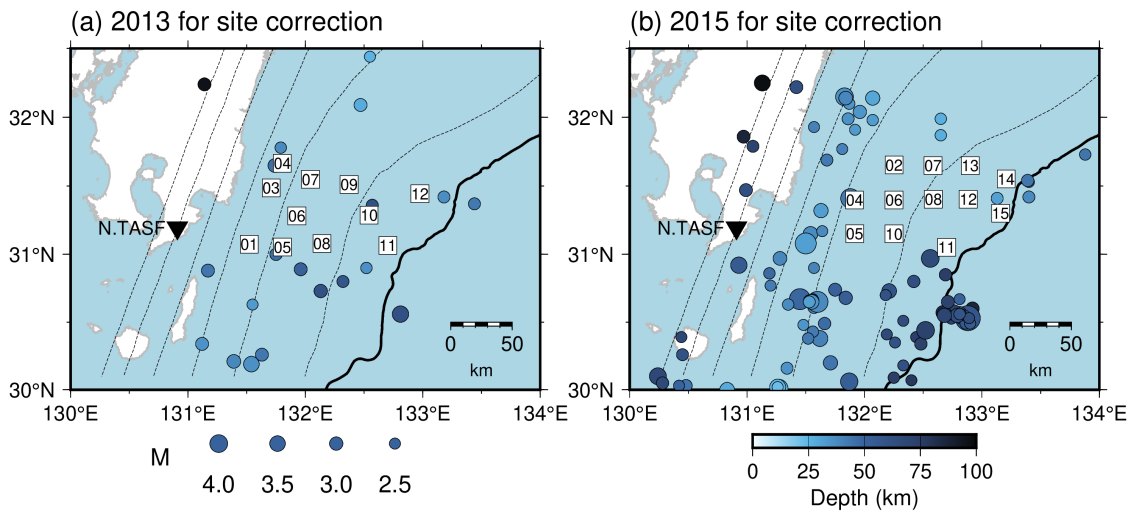 (a) 2013 for site correction
(b) 2015 for site correction
32°N
31°N
30°N
04
03
07
09
12
06
10
01
05
08
11
N.TASF
0 50
km
130°E 131°E 132°E 133°E 134°E
32°N
31°N
30°N
02 07 13
14
04 06 08 12
15
05 10
11
N.TASF
0 50
km
130°E 131°E 132°E 133°E 134°E
M
4.0 3.5 3.0 2.5
0 25 50 75 100
Depth (km)